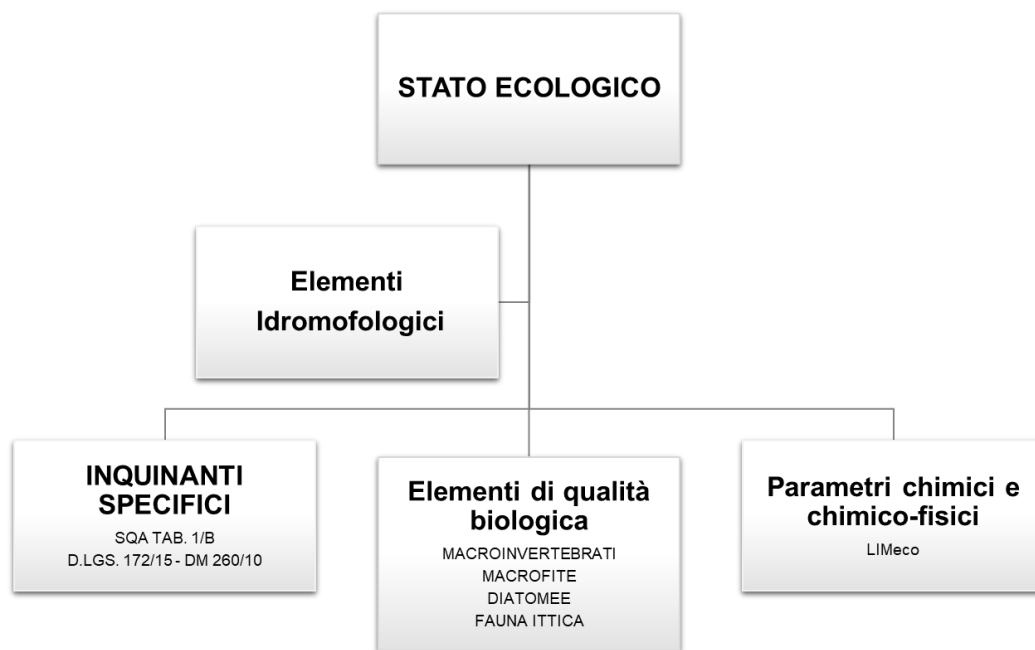 STATO ECOLOGICO
Elementi
Idromofologici
INQUINANTI
SPECIFICI
SQA TAB. 1/B
D.LGS. 172/15 - DM 260/10
Elementi di qualità
biologica
MACROINVERTEBRATI
MACROFITE
DIATOMEE
FAUNA ITTICA
Parametri chimici e
chimico-fisici
LIMeco